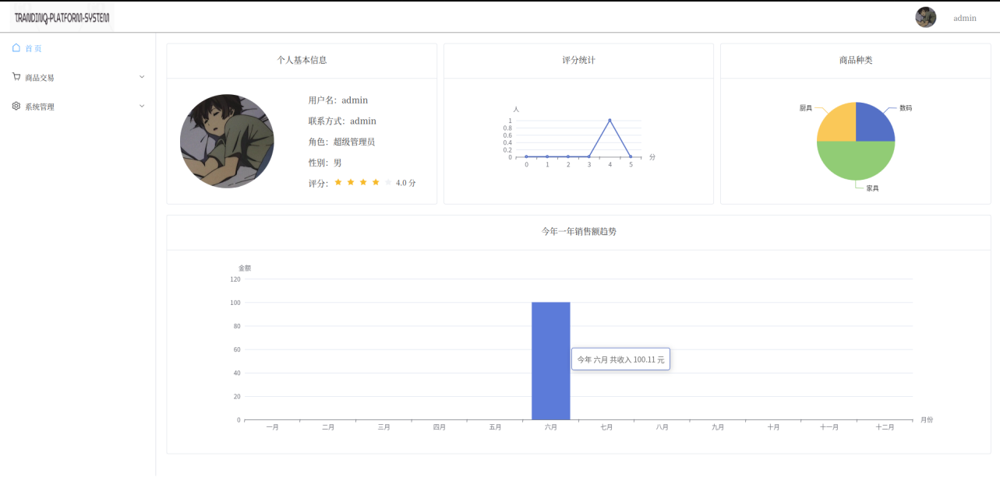 TRANDINQ-PLATFORM-SYSTEM
admin
首页
商品交易
系统管理
个人基本信息
用户名：admin
联系方式：admin
角色：超级管理员
性别：男
评分：4.0 分
评分统计
人
1
0.8
0.6
0.4
0.2
0
0 1 2 3 4 5
分
商品种类
厨具
数码
家具
今年一年销售额趋势
金额
120
100
80
60
40
20
0
今年 六月 共收入 100.11 元
一月 二月 三月 四月 五月 六月 七月 八月 九月 十月 十一月 十二月
月份